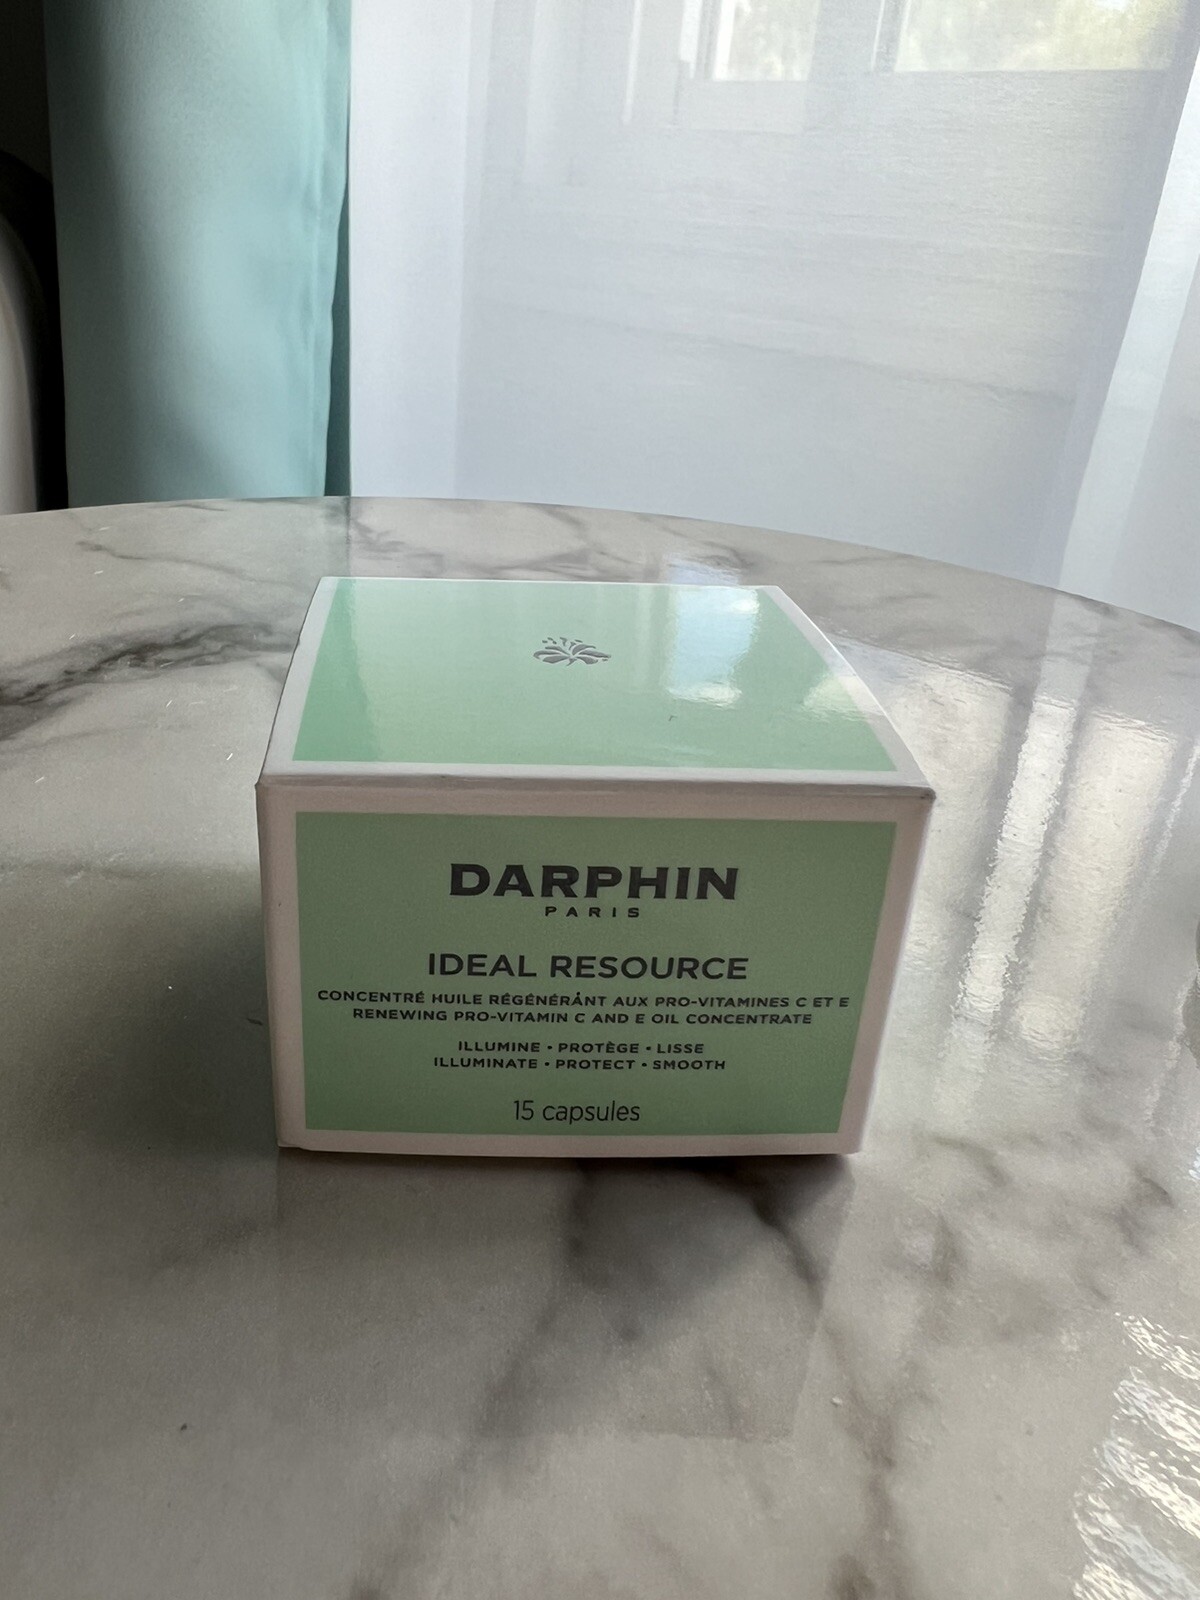 DARPHIN
PARIS
IDEAL RESOURCE
CONCENTRÉ HUILE RÉGÉNÉRANT AUX PRO-VITAMINES C ET E
RENEWING PRO-VITAMIN C AND E OIL CONCENTRATE
ILLUMINE • PROTÈGE • LISSE
ILLUMINATE • PROTECT • SMOOTH
15 capsules